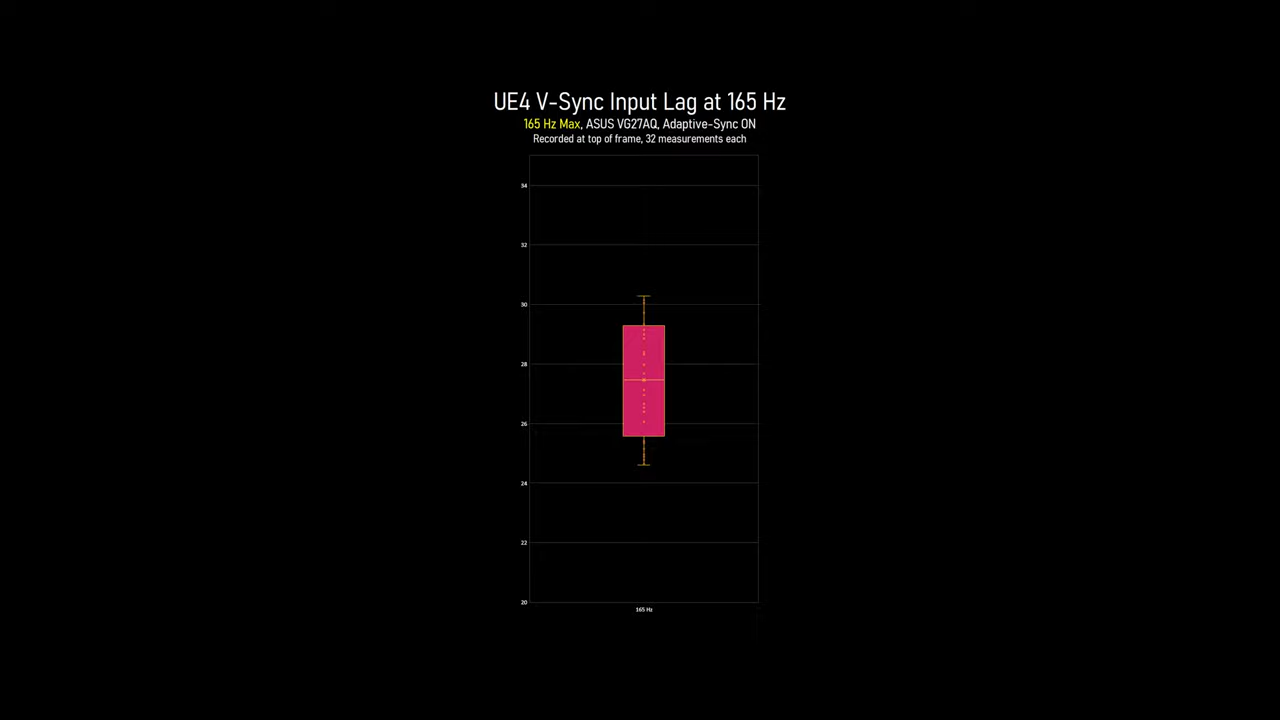 UE4 V-Sync Input Lag at 165 Hz
165 Hz Max, ASUS VG27AQ, Adaptive-Sync ON
Recorded at top of frame, 32 measurements each
34
32
30
28
26
24
22
20
165 Hz